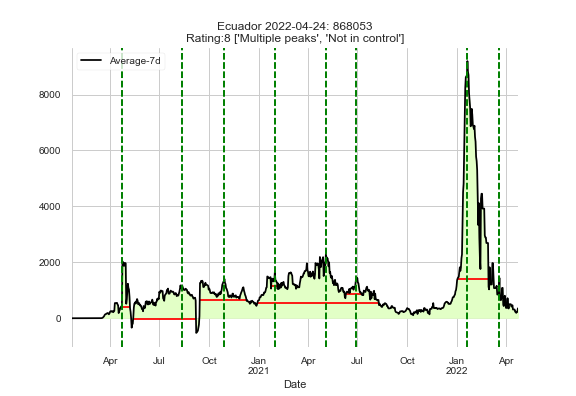 Ecuador 2022-04-24: 868053
Rating:8 ['Multiple peaks', 'Not in control']
Average-7d
8000
6000
4000
2000
0
Apr Jul Oct Jan Apr Jul Oct Jan Apr
2021 2022
Date